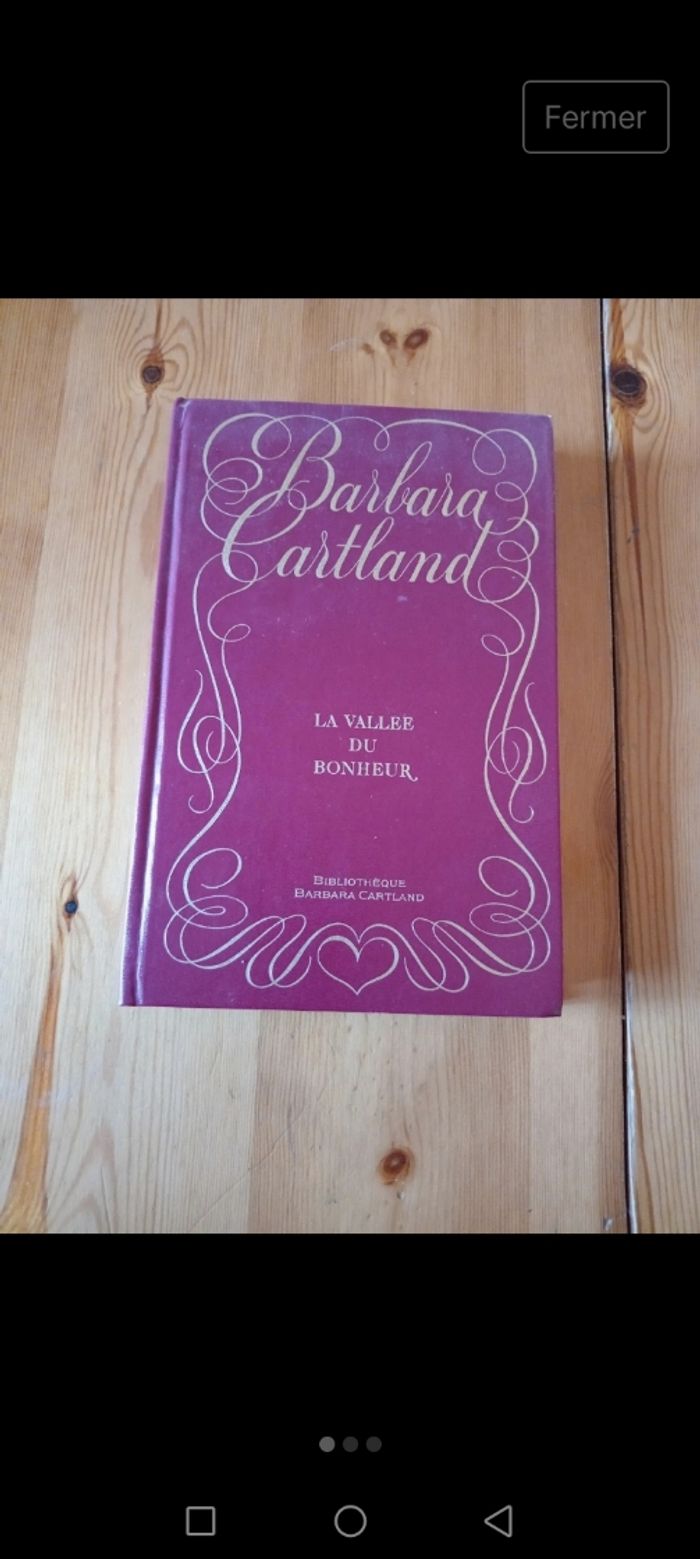 Fermer
Barbara
Cartland
LA VALLEE
DU
BONHEUR
BIBLIOTHÈQUE
BARBARA CARTLAND